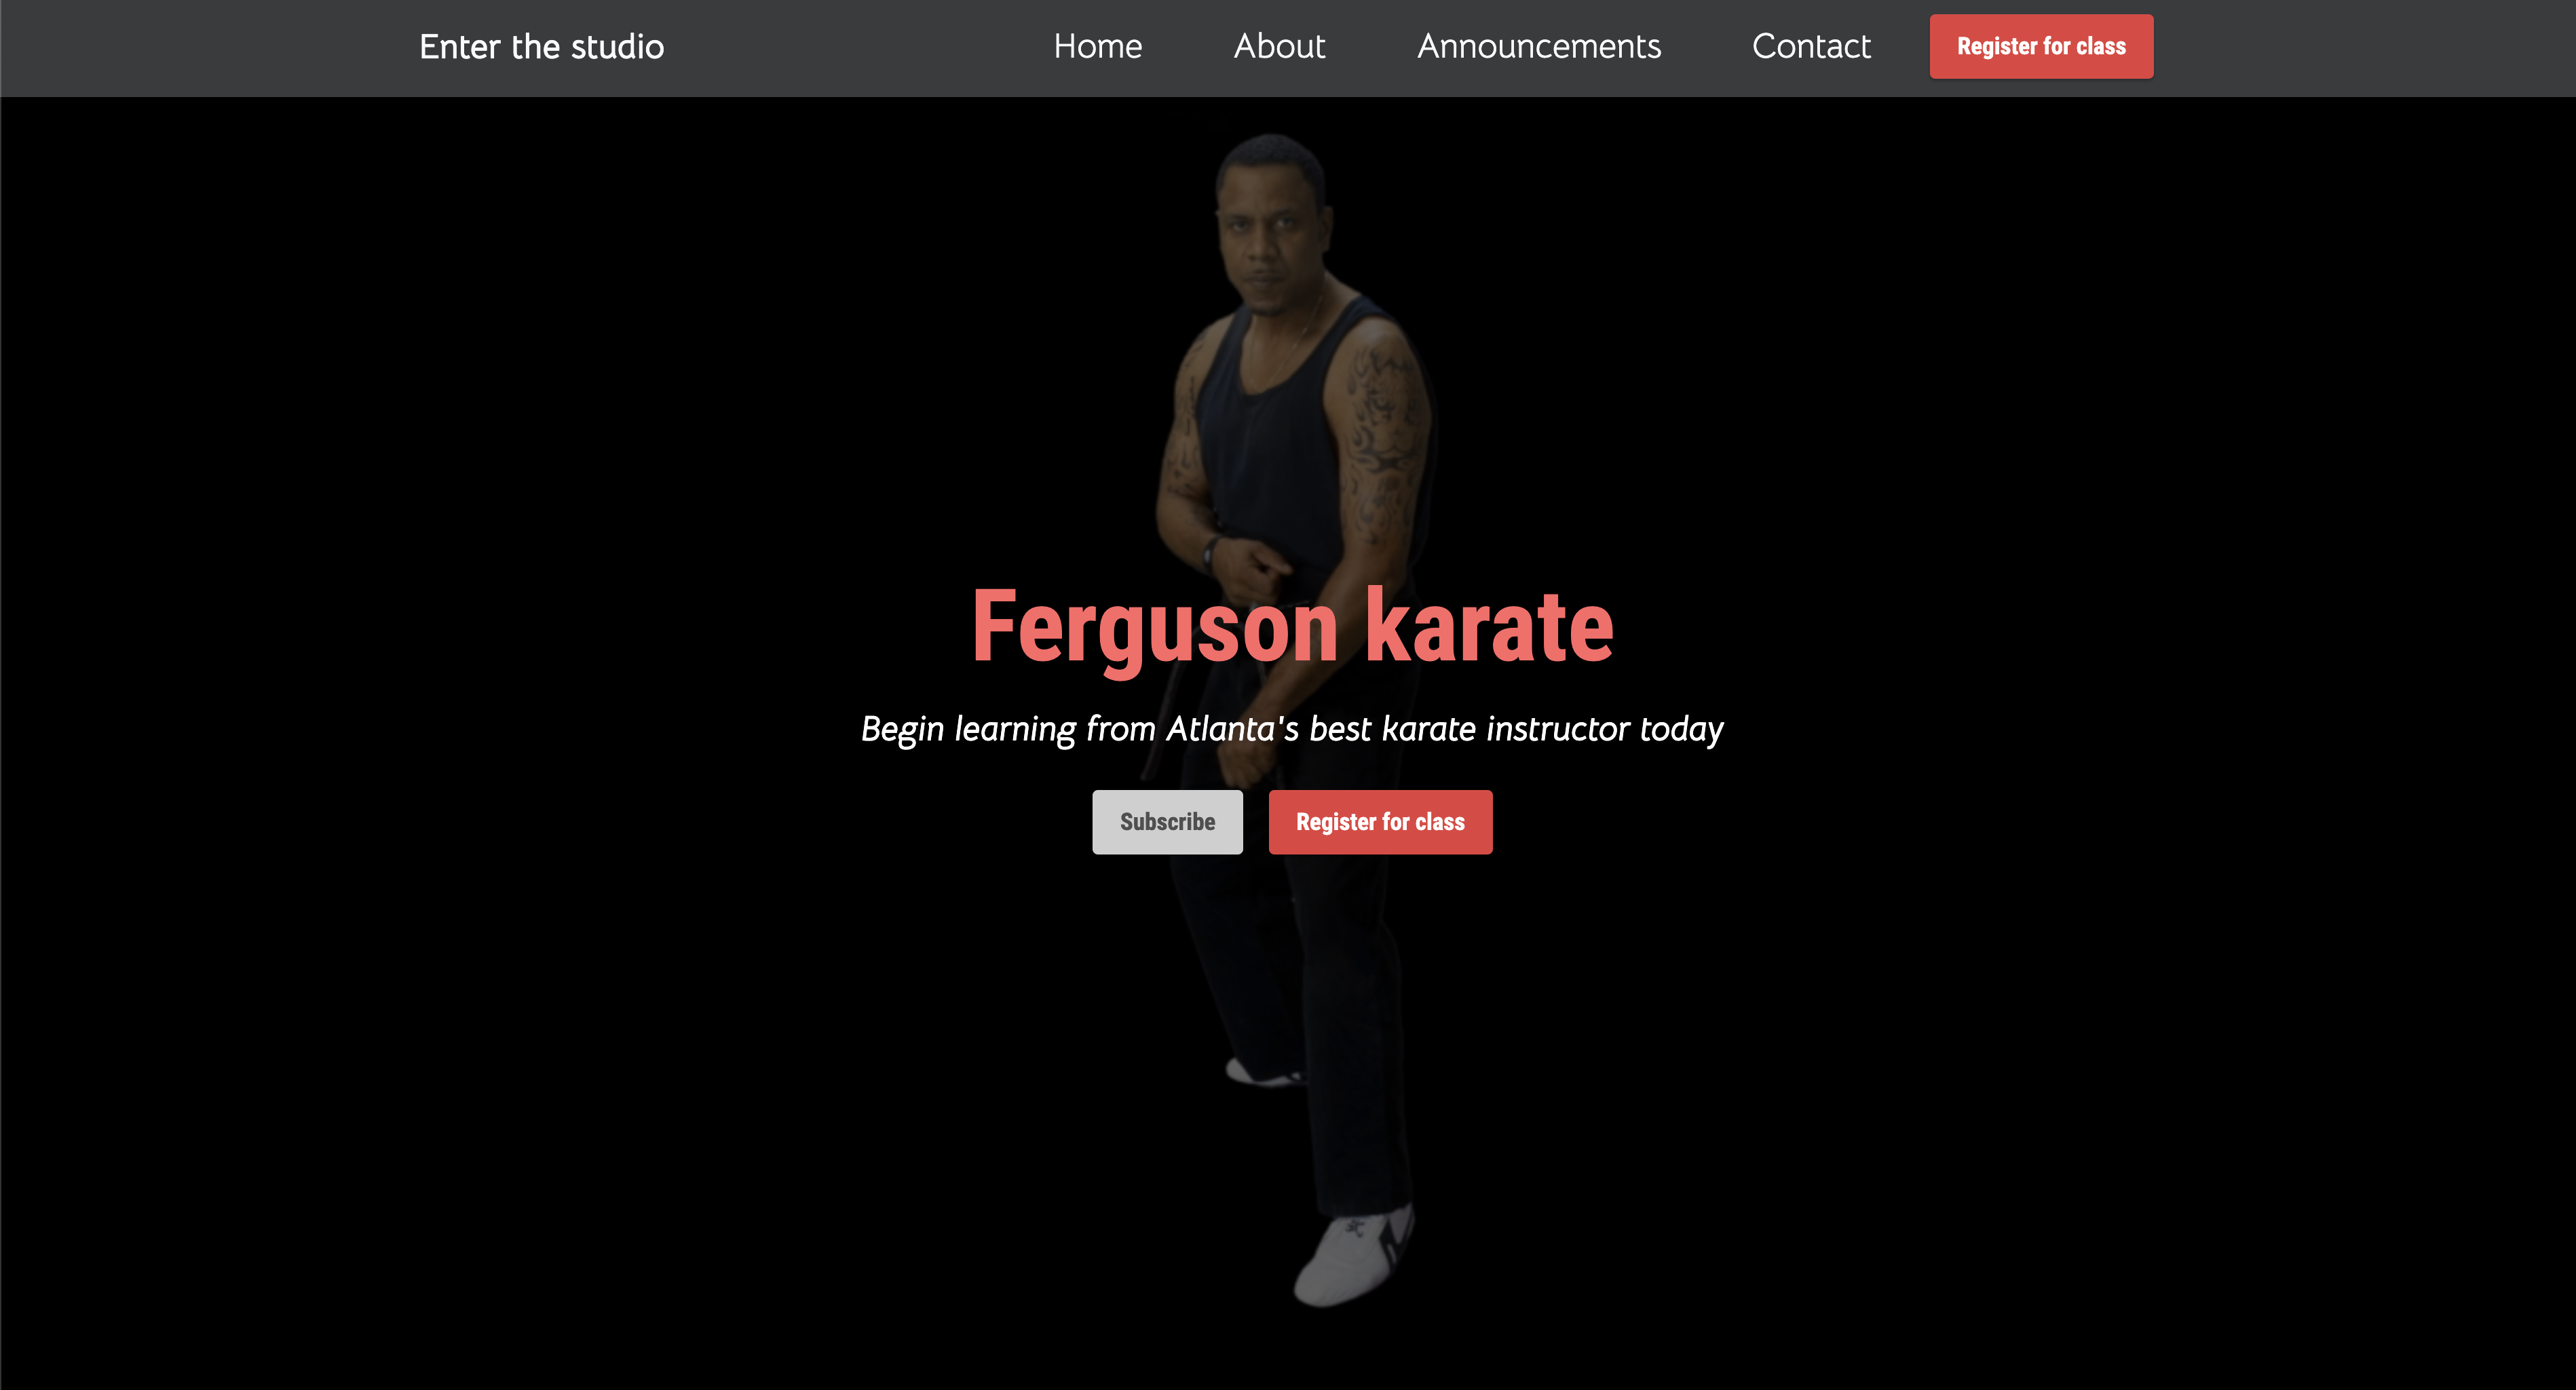 Enter the studio
Home About Announcements Contact Register for class
Ferguson karate
Begin learning from Atlanta's best karate instructor today
Subscribe Register for class